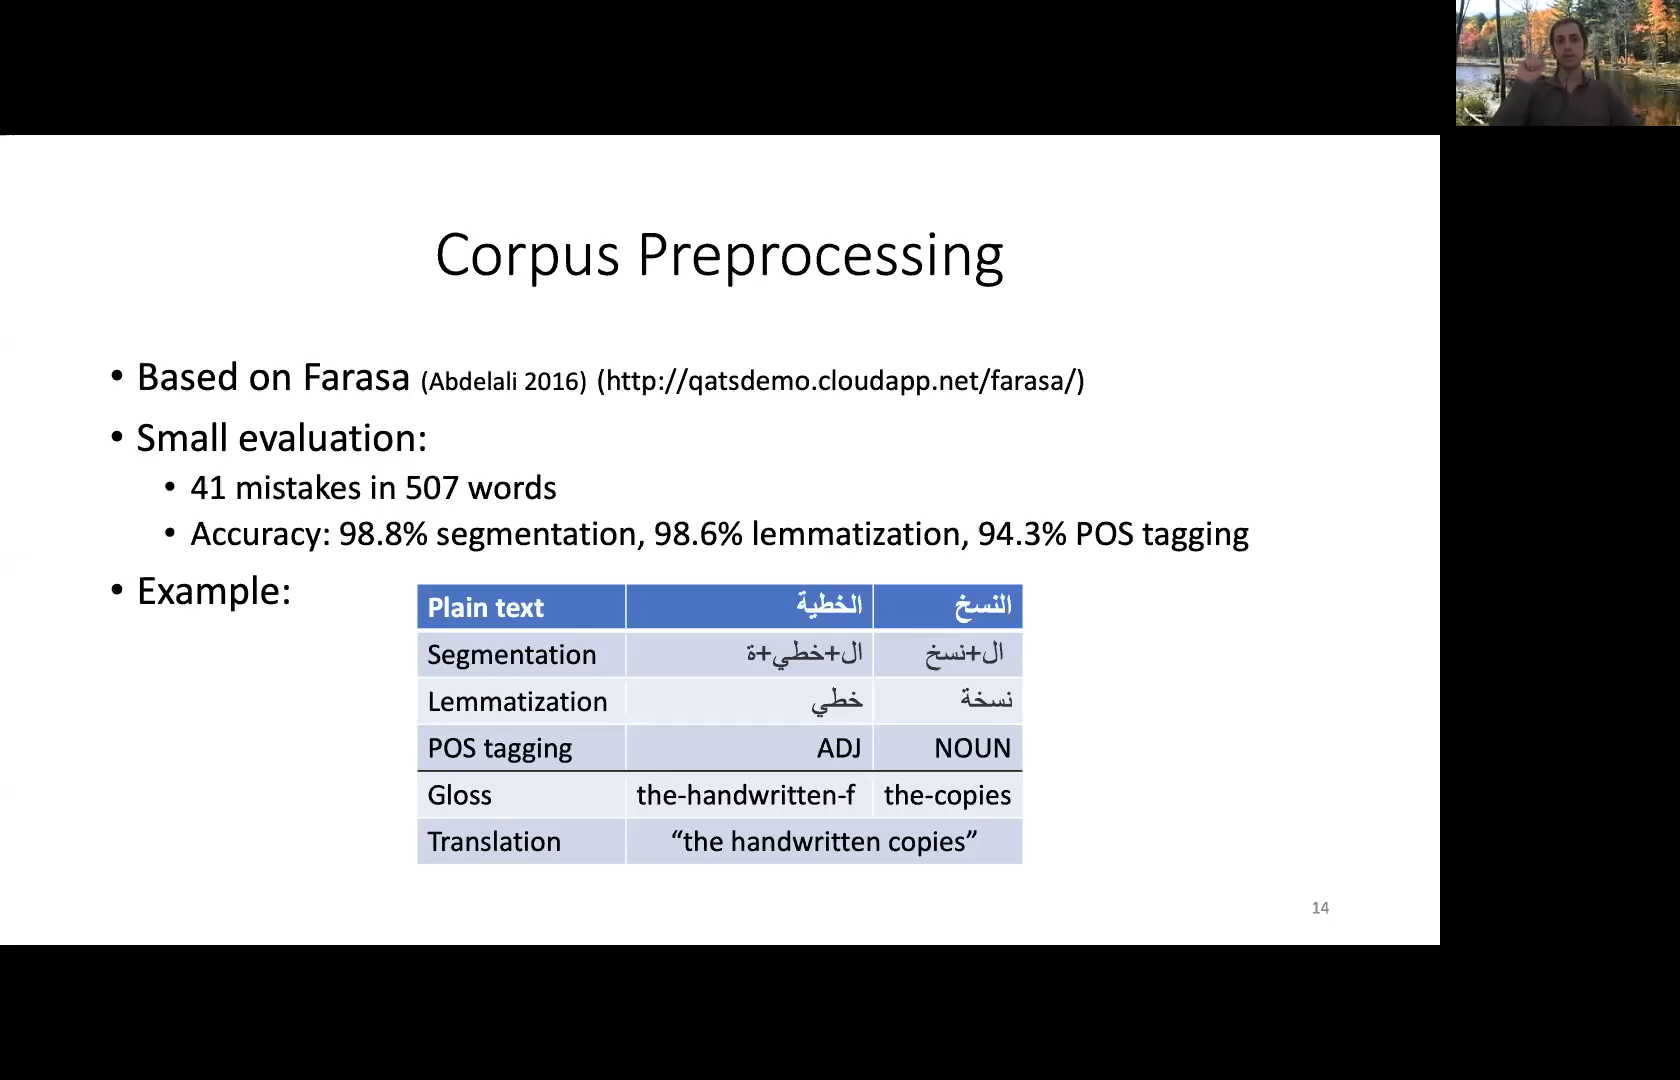 Corpus Preprocessing
• Based on Farasa (Abdelali 2016) (http://qatsdemo.cloudapp.net/farasa/)
• Small evaluation:
• 41 mistakes in 507 words
• Accuracy: 98.8% segmentation, 98.6% lemmatization, 94.3% POS tagging
• Example:
Plain text الخطية النسخ
Segmentation ال+خطي+ة ال+نسخ
Lemmatization خطي نسخة
POS tagging ADJ NOUN
Gloss the-handwritten-f the-copies
Translation “the handwritten copies”
14